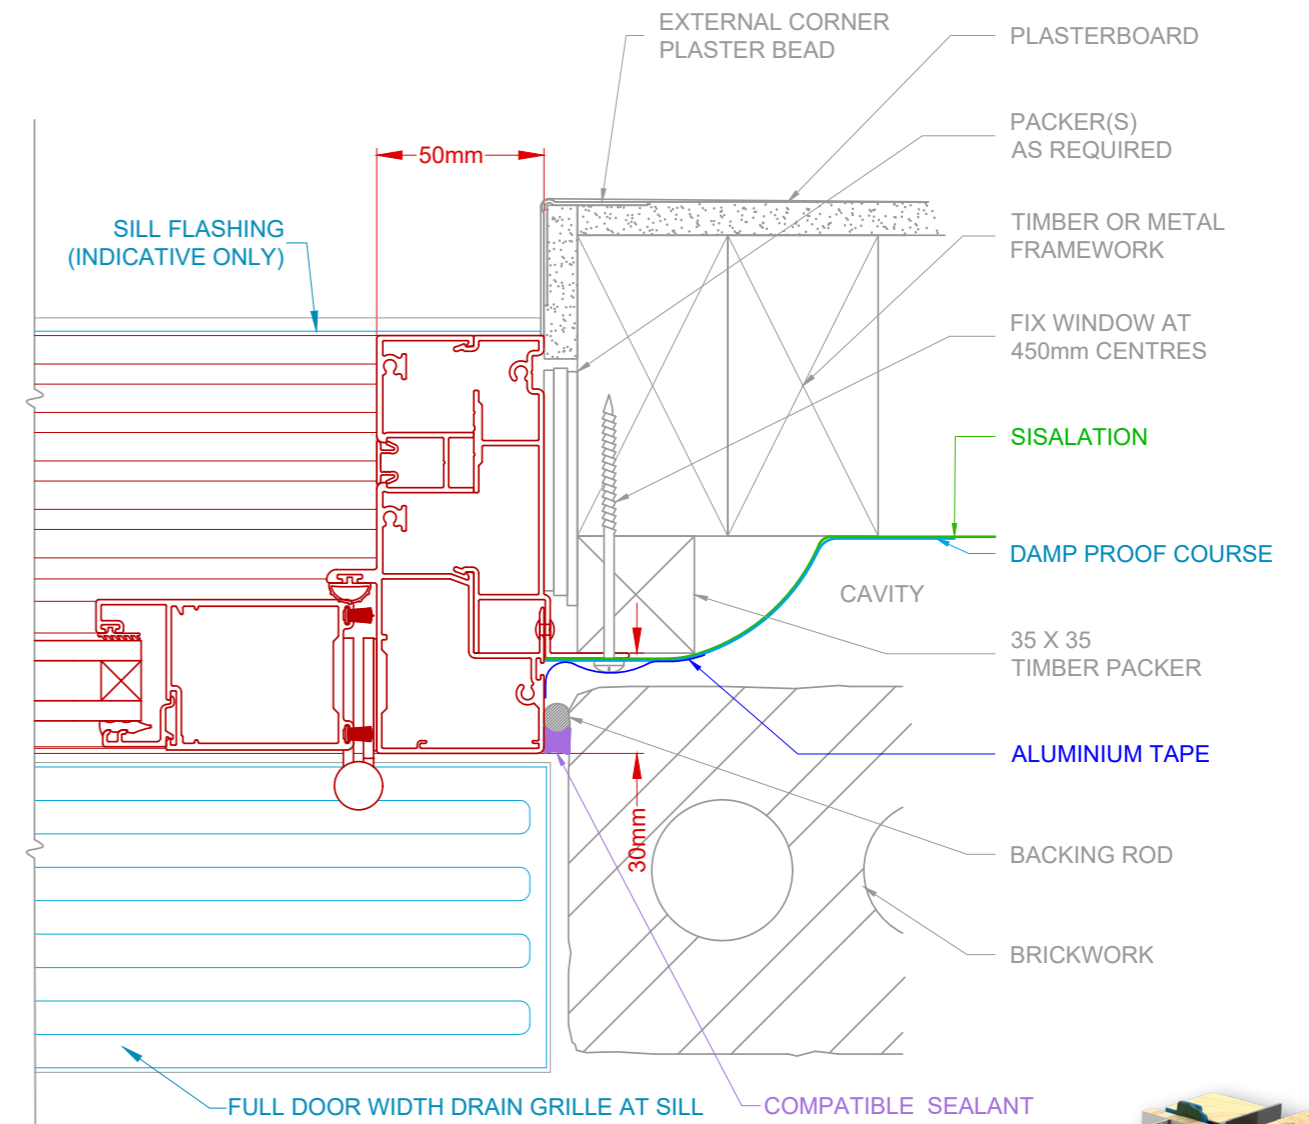 EXTERNAL CORNER
PLASTER BEAD
PLASTERBOARD
PACKER(S)
AS REQUIRED
50mm
SILL FLASHING
(INDICATIVE ONLY)
TIMBER OR METAL
FRAMEWORK
FIX WINDOW AT
450mm CENTRES
SISALATION
DAMP PROOF COURSE
CAVITY
35 X 35
TIMBER PACKER
ALUMINIUM TAPE
30mm
BACKING ROD
BRICKWORK
FULL DOOR WIDTH DRAIN GRILLE AT SILL
COMPATIBLE SEALANT